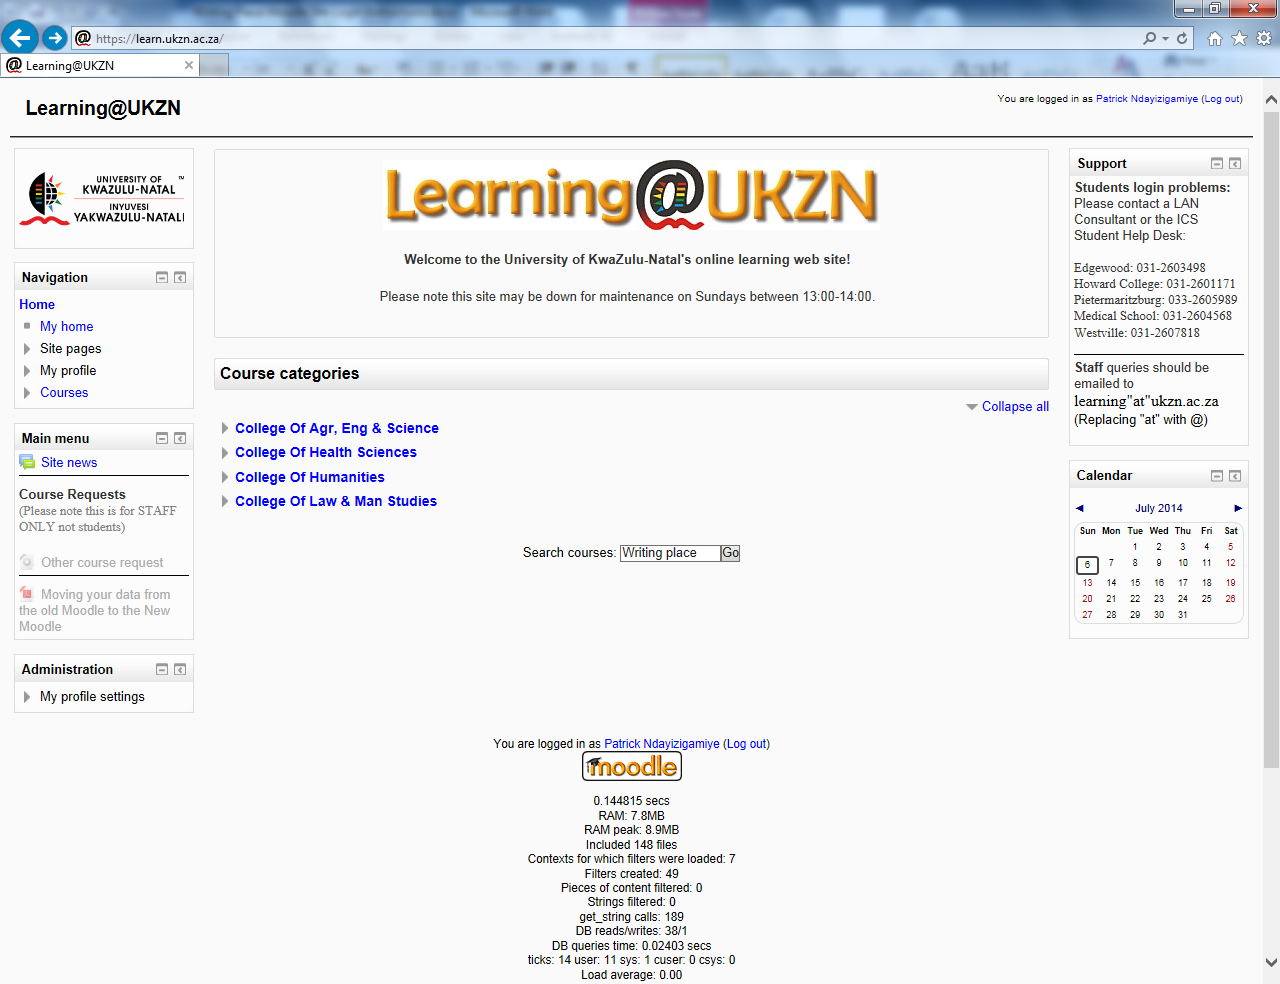 https://learn.ukzn.ac.za/
Learning@UKZN
Learning@UKZN
You are logged in as Patrick Ndayizigamiye (Log out)
UNIVERSITY OF ™
KWAZULU-NATAL
INYUVESI
YAKWAZULU-NATALI
Navigation
Home
My home
Site pages
My profile
Courses
Main menu
Site news
Course Requests
(Please note this is for STAFF
ONLY not students)
Other course request
Moving your data from
the old Moodle to the New
Moodle
Administration
My profile settings
Learning@UKZN
Welcome to the University of KwaZulu-Natal's online learning web site!
Please note this site may be down for maintenance on Sundays between 13:00-14:00.
Course categories
Collapse all
College Of Agr, Eng & Science
College Of Health Sciences
College Of Humanities
College Of Law & Man Studies
Search courses: Writing place Go
Support
Students login problems:
Please contact a LAN
Consultant or the ICS
Student Help Desk:
Edgewood: 031-2603498
Howard College: 031-2601171
Pietermaritzburg: 033-2605989
Medical School: 031-2604568
Westville: 031-2607818
Staff queries should be
emailed to
learning"at"ukzn.ac.za
(Replacing "at" with @)
Calendar
July 2014
Sun Mon Tue Wed Thu Fri Sat
1 2 3 4 5
6 7 8 9 10 11 12
13 14 15 16 17 18 19
20 21 22 23 24 25 26
27 28 29 30 31
You are logged in as Patrick Ndayizigamiye (Log out)
moodle
0.144815 secs
RAM: 7.8MB
RAM peak: 8.9MB
Included 148 files
Contexts for which filters were loaded: 7
Filters created: 49
Pieces of content filtered: 0
Strings filtered: 0
get_string calls: 189
DB reads/writes: 38/1
DB queries time: 0.02403 secs
ticks: 14 user: 11 sys: 1 cuser: 0 csys: 0
Load average: 0.00